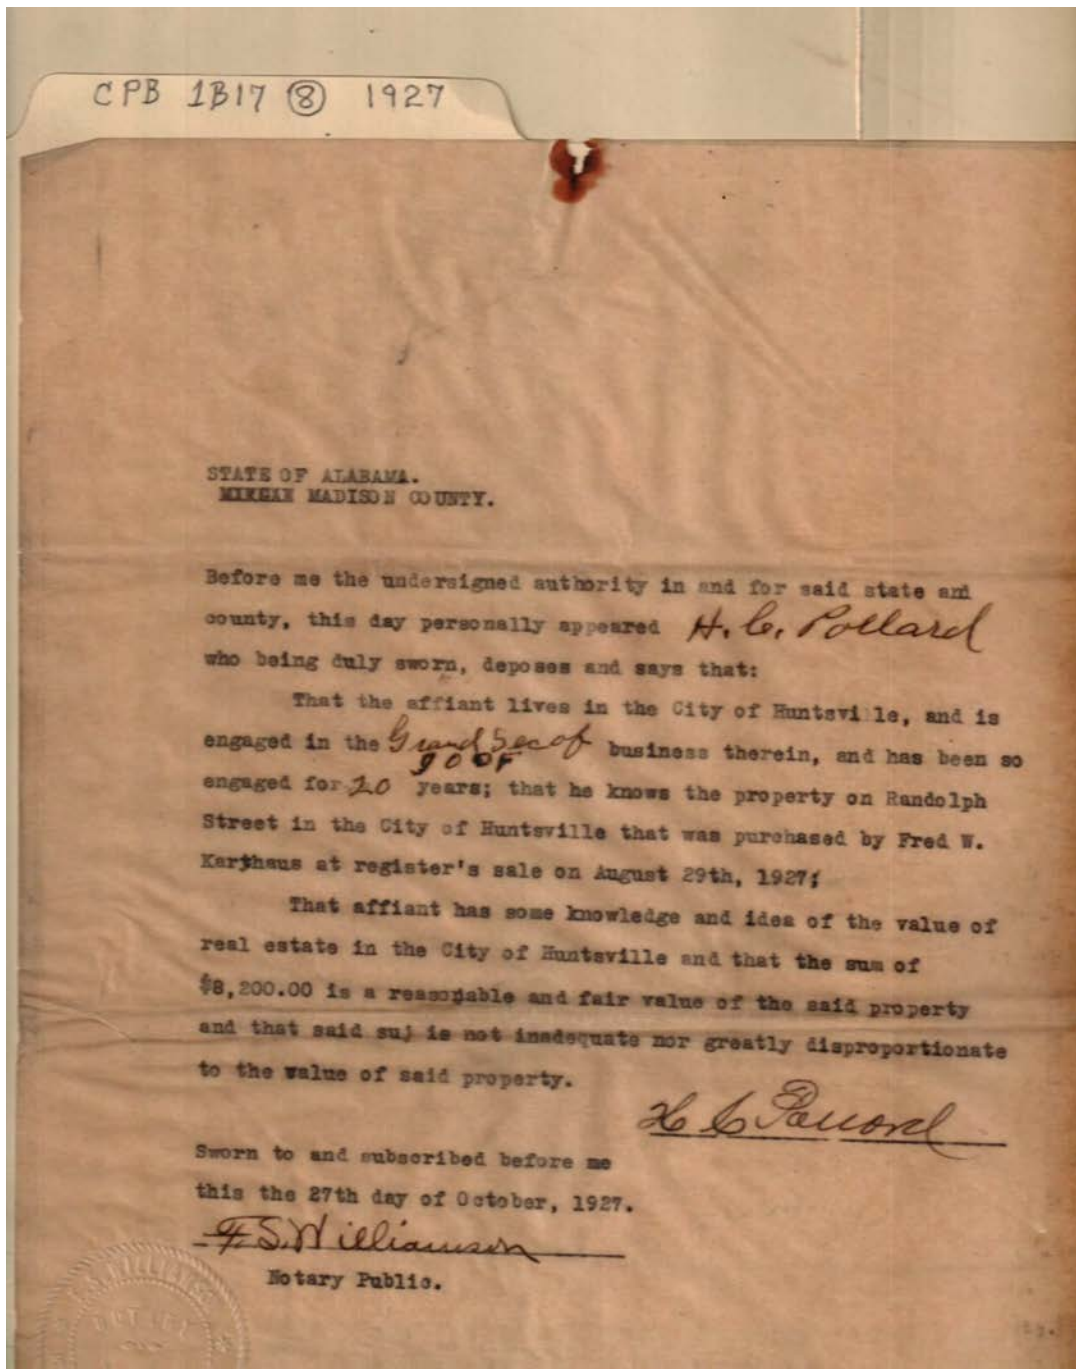 CPB 1B17 ⑧ 1927
STATE OF ALABAMA.
MADISON COUNTY.
Before me the undersigned authority in and for said state and
county, this day personally appeared H. C. Pollard
who being duly sworn, deposes and says that:
That the affiant lives in the City of Huntsville, and is
engaged in the Grand Sec of business therein, and has been so
IOOF
engaged for 20 years; that he knows the property on Randolph
Street in the City of Huntsville that was purchased by Fred W.
Karthaus at register's sale on August 29th, 1927;
That affiant has some knowledge and idea of the value of
real estate in the City of Huntsville and that the sum of
$8,200.00 is a reasonable and fair value of the said property
and that said suj is not inadequate nor greatly disproportionate
to the value of said property.
H C Pollard
Sworn to and subscribed before me
this the 27th day of October, 1927.
F. S. Williamson
Notary Public.
WILLIAMSON